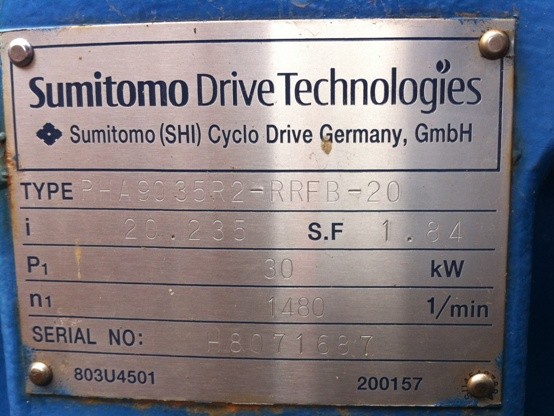 Sumitomo Drive Technologies
Sumitomo (SHI) Cyclo Drive Germany, GmbH
TYPE P-A9035R2-RRFB-20
i 20.235 S.F 1.84
P1 30 kW
n1 1480 1/min
SERIAL NO: -8071687
803U4501 200157